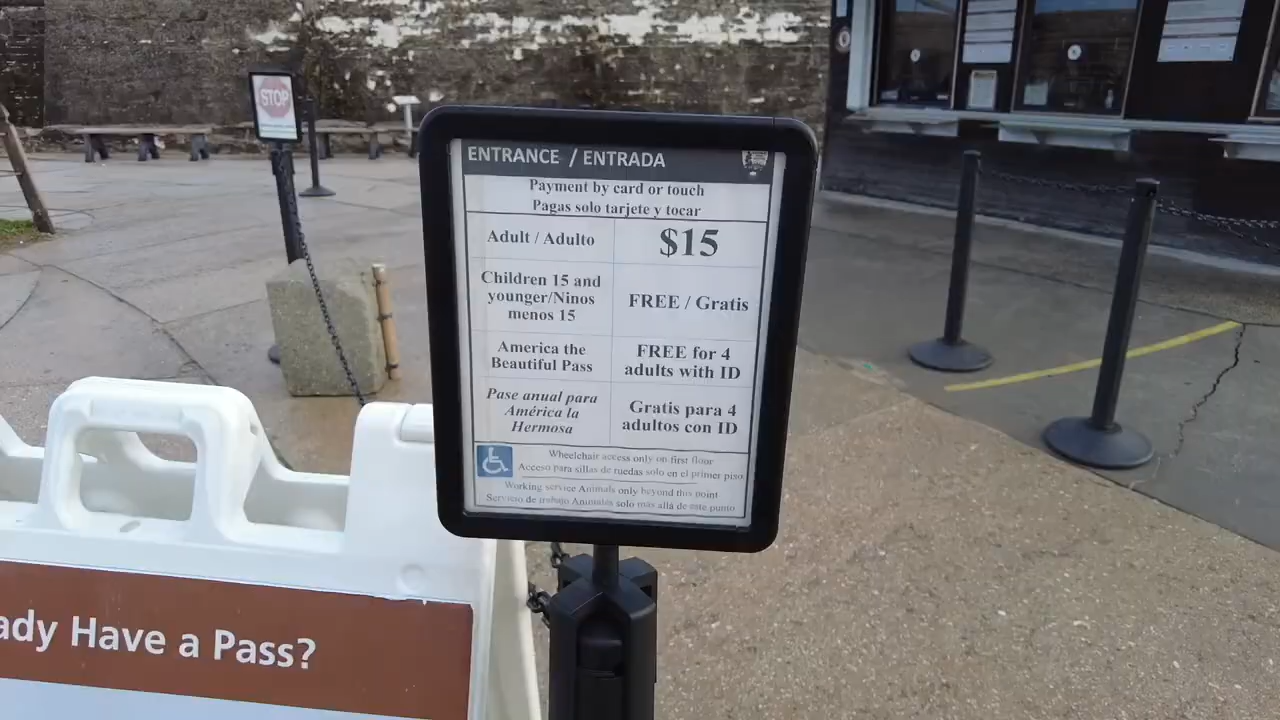 STOP
ENTRANCE / ENTRADA
Payment by card or touch
Pagas solo tarjete y tocar
Adult / Adulto
$15
Children 15 and
younger/Ninos
menos 15
FREE / Gratis
America the
Beautiful Pass
FREE for 4
adults with ID
Pase anual para
América la
Hermosa
Gratis para 4
adultos con ID
Wheelchair access only on first floor
Acceso para sillas de ruedas solo en el primer piso
Working service Animals only beyond this point
Servicio de trabajo Animales solo más allá de este punto
ady Have a Pass?